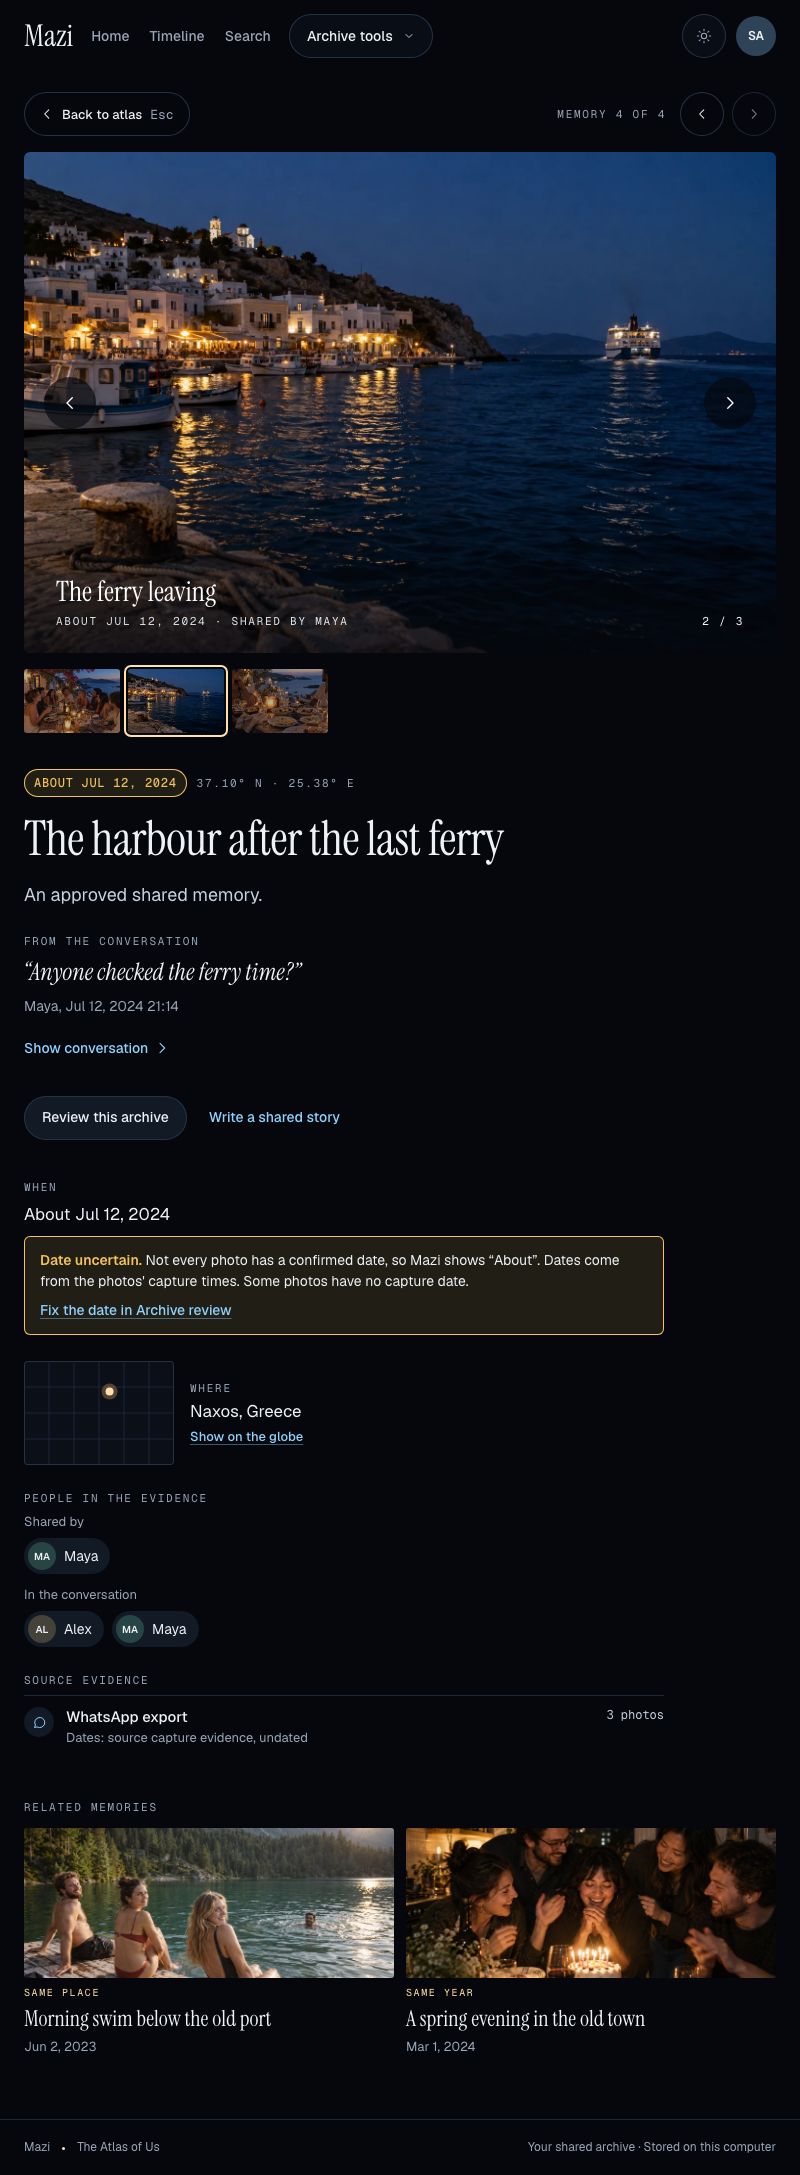 Mazi Home Timeline Search Archive tools SA
Back to atlas Esc MEMORY 4 OF 4
The ferry leaving
ABOUT JUL 12, 2024 · SHARED BY MAYA 2 / 3
ABOUT JUL 12, 2024 37.10° N · 25.38° E
The harbour after the last ferry
An approved shared memory.
FROM THE CONVERSATION
“Anyone checked the ferry time?”
Maya, Jul 12, 2024 21:14
Show conversation
Review this archive Write a shared story
WHEN
About Jul 12, 2024
Date uncertain. Not every photo has a confirmed date, so Mazi shows “About”. Dates come
from the photos' capture times. Some photos have no capture date.
Fix the date in Archive review
WHERE
Naxos, Greece
Show on the globe
PEOPLE IN THE EVIDENCE
Shared by
MA Maya
In the conversation
AL Alex MA Maya
SOURCE EVIDENCE
WhatsApp export 3 photos
Dates: source capture evidence, undated
RELATED MEMORIES
SAME PLACE
Morning swim below the old port
Jun 2, 2023
SAME YEAR
A spring evening in the old town
Mar 1, 2024
Mazi • The Atlas of Us Your shared archive · Stored on this computer